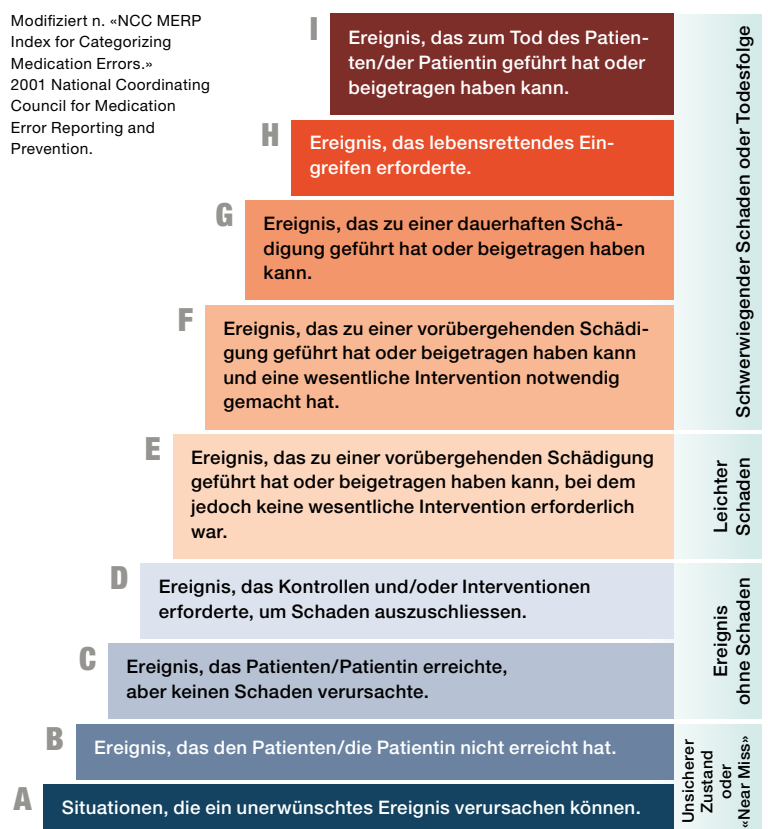 Modifiziert n. «NCC MERP
Index for Categorizing
Medication Errors.»
2001 National Coordinating
Council for Medication
Error Reporting and
Prevention.
I
Ereignis, das zum Tod des Patien-
ten/der Patientin geführt hat oder
beigetragen haben kann.
H
Ereignis, das lebensrettendes Ein-
greifen erforderte.
G
Ereignis, das zu einer dauerhaften Schä-
digung geführt hat oder beigetragen haben
kann.
F
Ereignis, das zu einer vorübergehenden Schädi-
gung geführt hat oder beigetragen haben kann
und eine wesentliche Intervention notwendig
gemacht hat.
Schwerwiegender Schaden oder Todesfolge
E
Ereignis, das zu einer vorübergehenden Schädigung
geführt hat oder beigetragen haben kann, bei dem
jedoch keine wesentliche Intervention erforderlich
war.
Leichter
Schaden
D
Ereignis, das Kontrollen und/oder Interventionen
erforderte, um Schaden auszuschliessen.
C
Ereignis, das Patienten/Patientin erreichte,
aber keinen Schaden verursachte.
Ereignis
ohne Schaden
B
Ereignis, das den Patienten/die Patientin nicht erreicht hat.
A
Situationen, die ein unerwünschtes Ereignis verursachen können.
Unsicherer
Zustand
oder
«Near Miss»